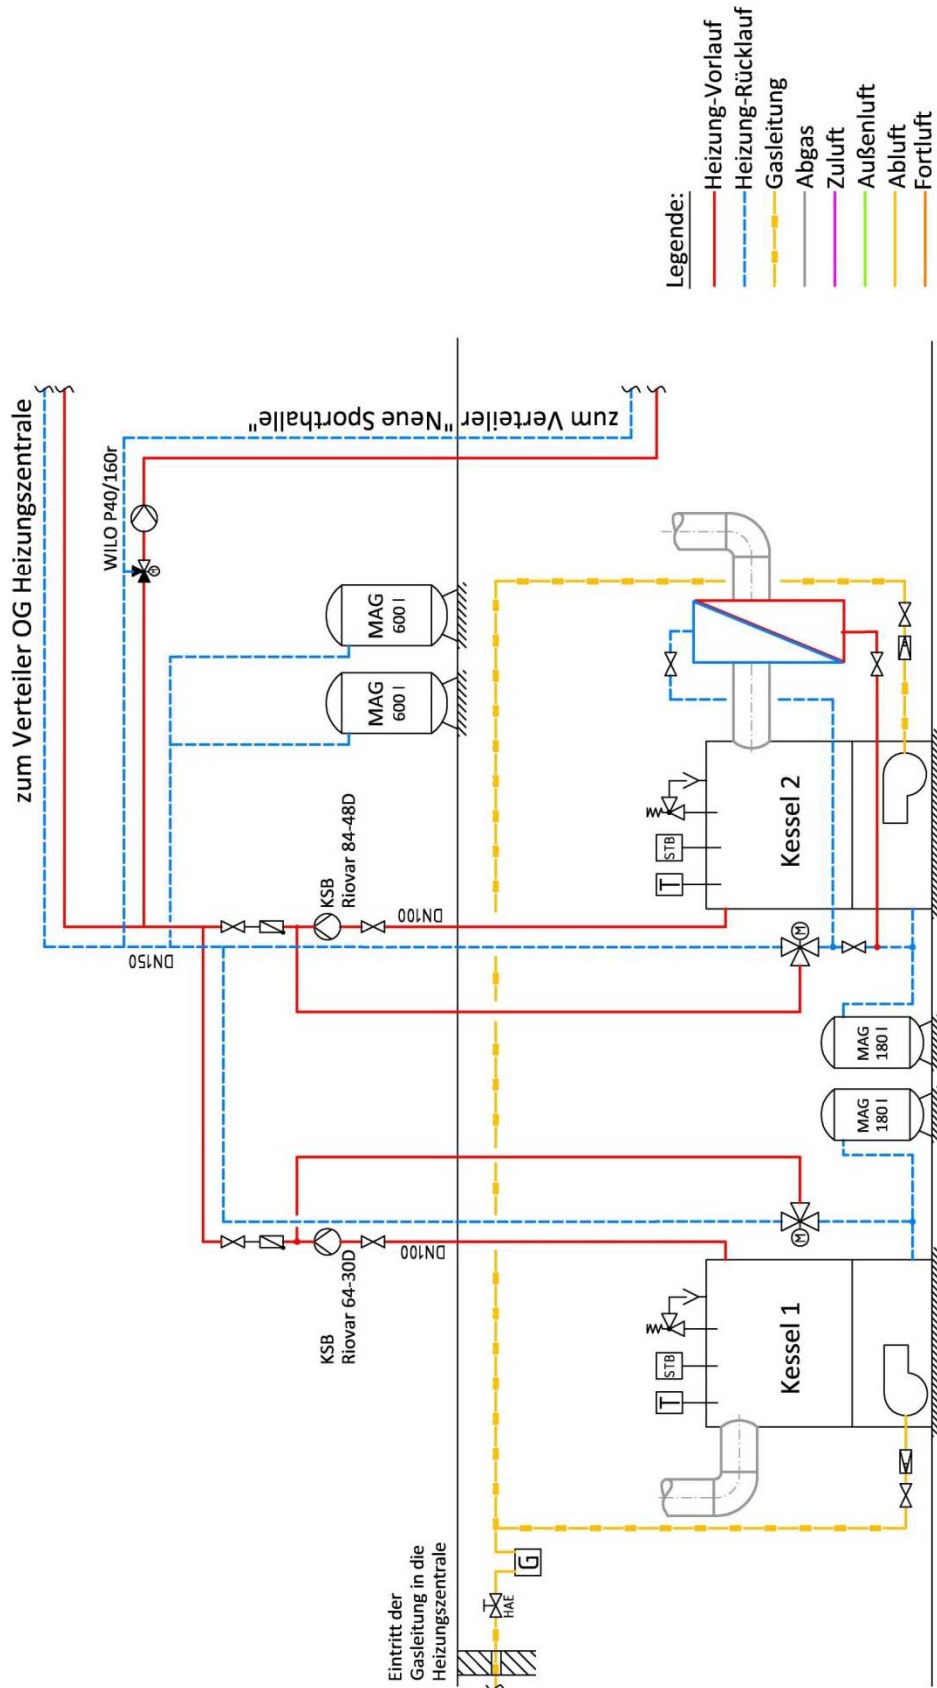 zum Verteiler OG Heizungszentrale
WILO P40/160r
zum Verteiler "Neue Sporthalle"
DN150
MAG
600 l
MAG
600 l
KSB
Riovar 84-48D
DN100
KSB
Riovar 64-30D
DN100
Eintritt der
Gasleitung in die
Heizungszentrale
HAE
G
T
STB
Kessel 1
M
MAG
180 l
MAG
180 l
M
T
STB
Kessel 2
M
Legende:
Heizung-Vorlauf
Heizung-Rücklauf
Gasleitung
Abgas
Zuluft
Außenluft
Abluft
Fortluft